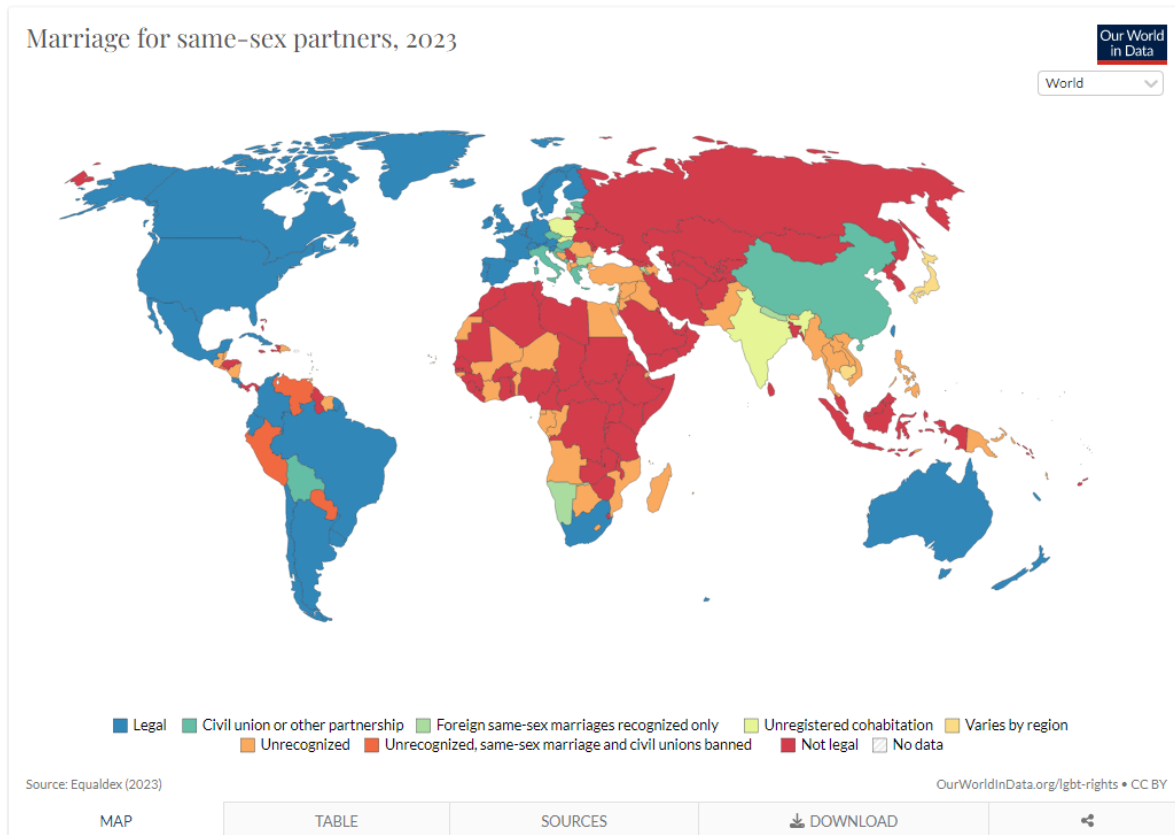 Marriage for same-sex partners, 2023
Our World
in Data
World
Legal Civil union or other partnership Foreign same-sex marriages recognized only Unregistered cohabitation Varies by region
Unrecognized Unrecognized, same-sex marriage and civil unions banned Not legal No data
Source: Equaldex (2023) OurWorldInData.org/lgbt-rights • CC BY
MAP TABLE SOURCES DOWNLOAD